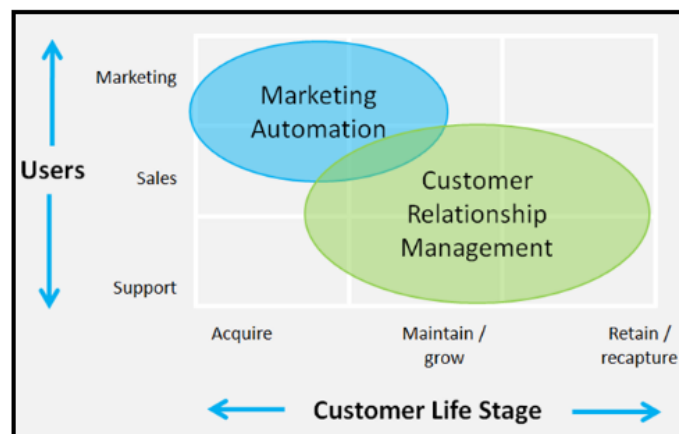 Marketing
Marketing
Automation
Users
Sales
Customer
Relationship
Management
Support
Acquire
Maintain /
grow
Retain /
recapture
Customer Life Stage